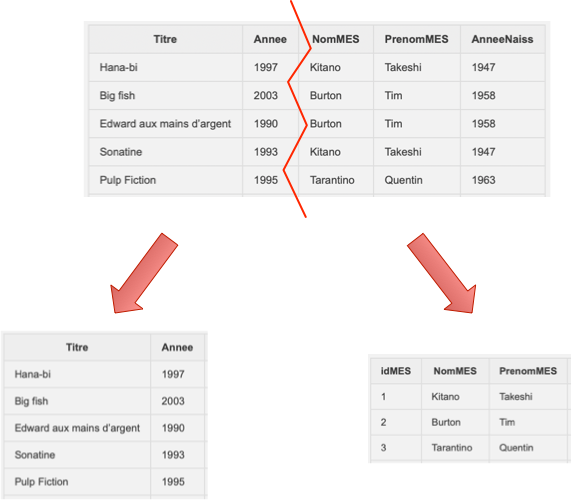 Titre Annee NomMES PrenomMES AnneeNaiss
Hana-bi 1997 Kitano Takeshi 1947
Big fish 2003 Burton Tim 1958
Edward aux mains d'argent 1990 Burton Tim 1958
Sonatine 1993 Kitano Takeshi 1947
Pulp Fiction 1995 Tarantino Quentin 1963
Titre Annee
Hana-bi 1997
Big fish 2003
Edward aux mains d'argent 1990
Sonatine 1993
Pulp Fiction 1995
idMES NomMES PrenomMES
1 Kitano Takeshi
2 Burton Tim
3 Tarantino Quentin